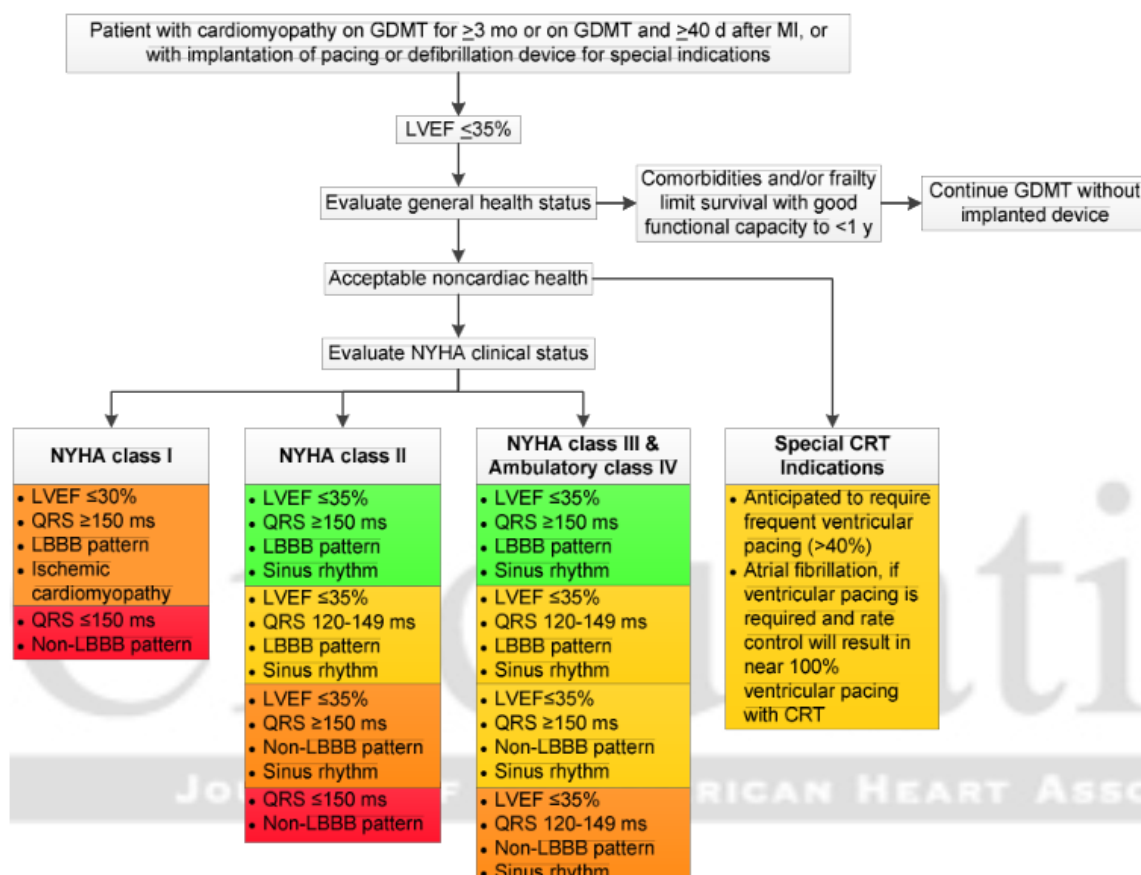 Patient with cardiomyopathy on GDMT for ≥3 mo or on GDMT and ≥40 d after MI, or
with implantation of pacing or defibrillation device for special indications
LVEF ≤35%
Evaluate general health status
Comorbidities and/or frailty
limit survival with good
functional capacity to <1 y
Continue GDMT without
implanted device
Acceptable noncardiac health
Evaluate NYHA clinical status
NYHA class I
• LVEF ≤30%
• QRS ≥150 ms
• LBBB pattern
• Ischemic
cardiomyopathy
• QRS ≤150 ms
• Non-LBBB pattern
NYHA class II
• LVEF ≤35%
• QRS ≥150 ms
• LBBB pattern
• Sinus rhythm
• LVEF ≤35%
• QRS 120-149 ms
• LBBB pattern
• Sinus rhythm
• LVEF ≤35%
• QRS ≥150 ms
• Non-LBBB pattern
• Sinus rhythm
• QRS ≤150 ms
• Non-LBBB pattern
NYHA class III &
Ambulatory class IV
• LVEF ≤35%
• QRS ≥150 ms
• LBBB pattern
• Sinus rhythm
• LVEF ≤35%
• QRS 120-149 ms
• LBBB pattern
• Sinus rhythm
• LVEF≤35%
• QRS ≥150 ms
• Non-LBBB pattern
• Sinus rhythm
• LVEF ≤35%
• QRS 120-149 ms
• Non-LBBB pattern
• Sinus rhythm
Special CRT
Indications
• Anticipated to require
frequent ventricular
pacing (>40%)
• Atrial fibrillation, if
ventricular pacing is
required and rate
control will result in
near 100%
ventricular pacing
with CRT
HEART